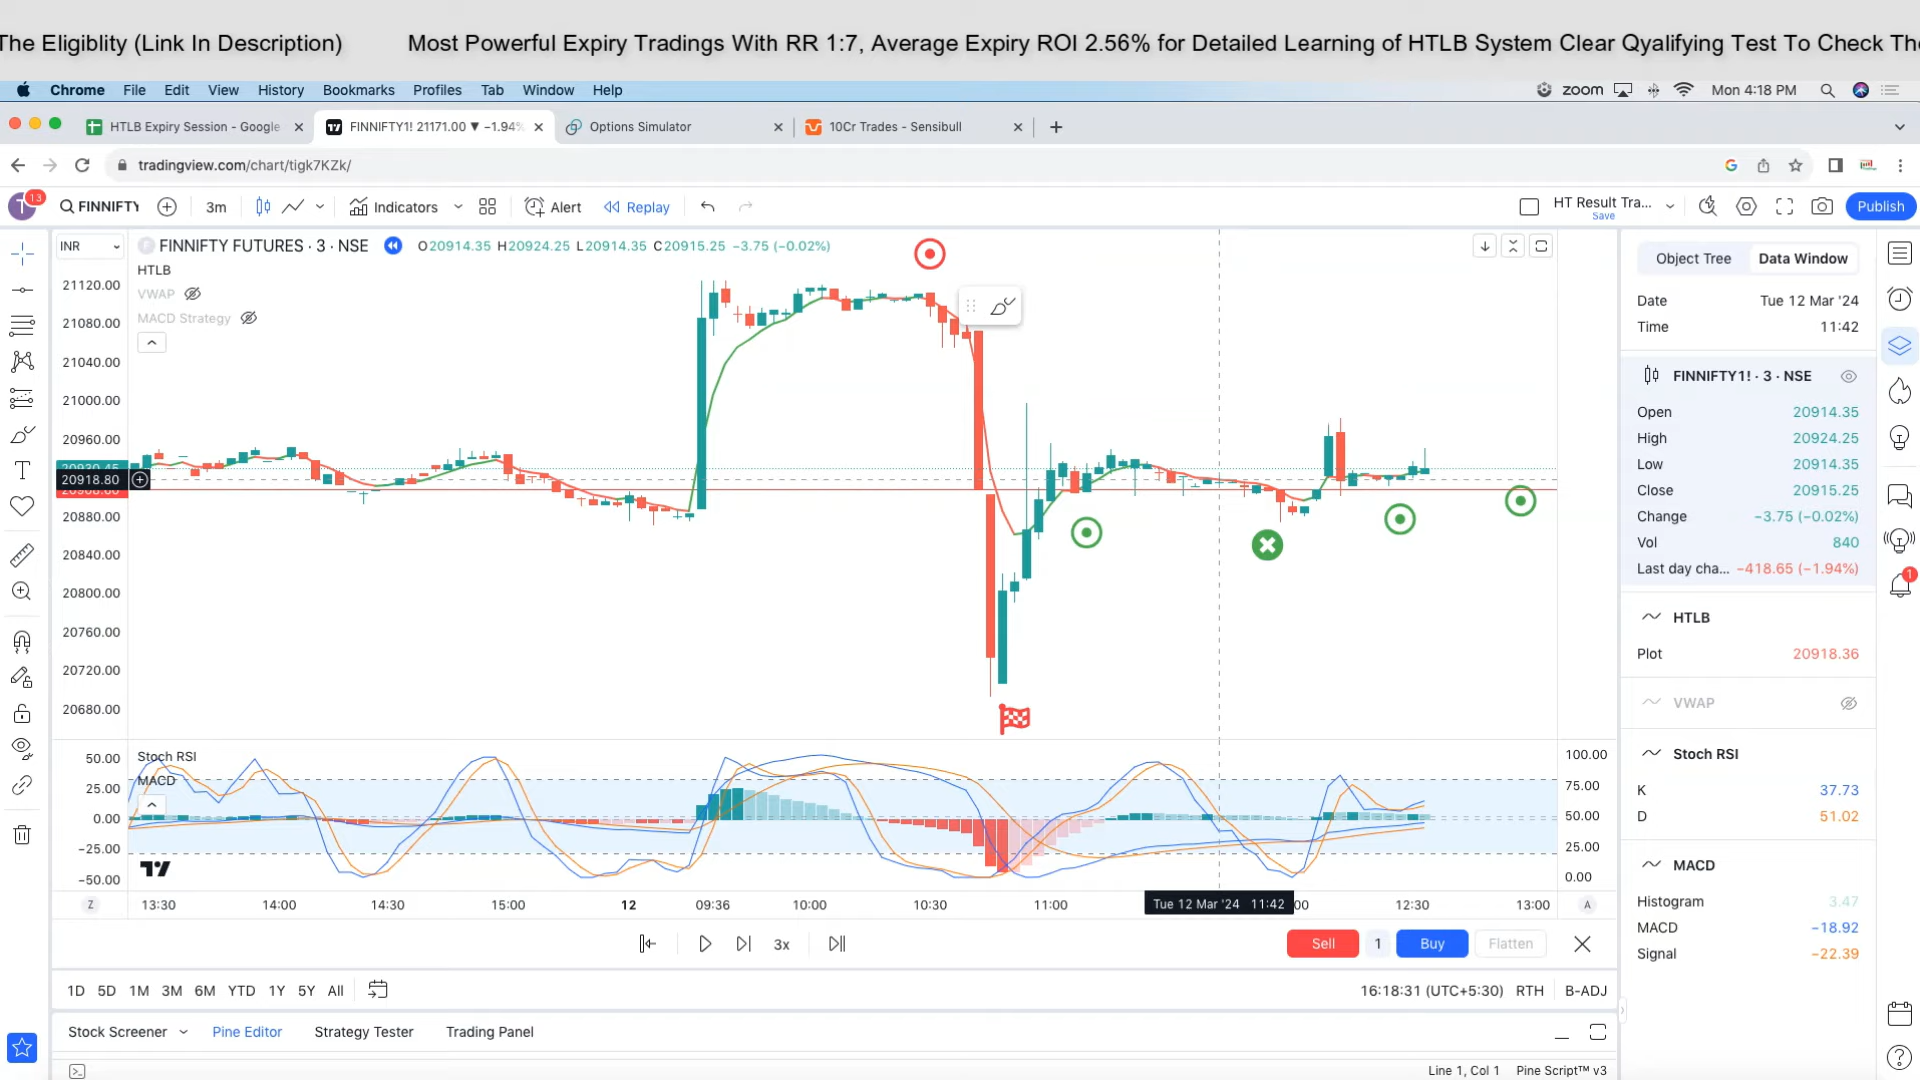 The Eligiblity (Link In Description) Most Powerful Expiry Tradings With RR 1:7, Average Expiry ROI 2.56% for Detailed Learning of HTLB System Clear Qyalifying Test To Check The
Chrome File Edit View History Bookmarks Profiles Tab Window Help zoom Mon 4:18 PM
HTLB Expiry Session - Google FINNIFTY1! 21171.00 ▼ −1.94% Options Simulator 10Cr Trades - Sensibull
tradingview.com/chart/tigk7KZk/
T 13 FINNIFTY 3m Indicators Alert Replay HT Result Tra... Save Publish
INR FINNIFTY FUTURES · 3 · NSE O20914.35 H20924.25 L20914.35 C20915.25 −3.75 (−0.02%)
HTLB
VWAP
MACD Strategy
21120.00
21080.00
21040.00
21000.00
20960.00
20930.45
20918.80
20880.00
20840.00
20800.00
20760.00
20720.00
20680.00
Stoch RSI
MACD
50.00
25.00
0.00
−25.00
−50.00
100.00
75.00
50.00
25.00
0.00
Z 13:30 14:00 14:30 15:00 12 09:36 10:00 10:30 11:00 Tue 12 Mar '24 11:42 :00 12:30 13:00 A
3x Sell 1 Buy Flatten
1D 5D 1M 3M 6M YTD 1Y 5Y All 16:18:31 (UTC+5:30) RTH B-ADJ
Stock Screener Pine Editor Strategy Tester Trading Panel
Line 1, Col 1 Pine Script™ v3
Object Tree Data Window
Date Tue 12 Mar '24
Time 11:42
FINNIFTY1! · 3 · NSE
Open 20914.35
High 20924.25
Low 20914.35
Close 20915.25
Change −3.75 (−0.02%)
Vol 840
Last day cha... −418.65 (−1.94%)
HTLB
Plot 20918.36
VWAP
Stoch RSI
K 37.73
D 51.02
MACD
Histogram 3.47
MACD −18.92
Signal −22.39
1